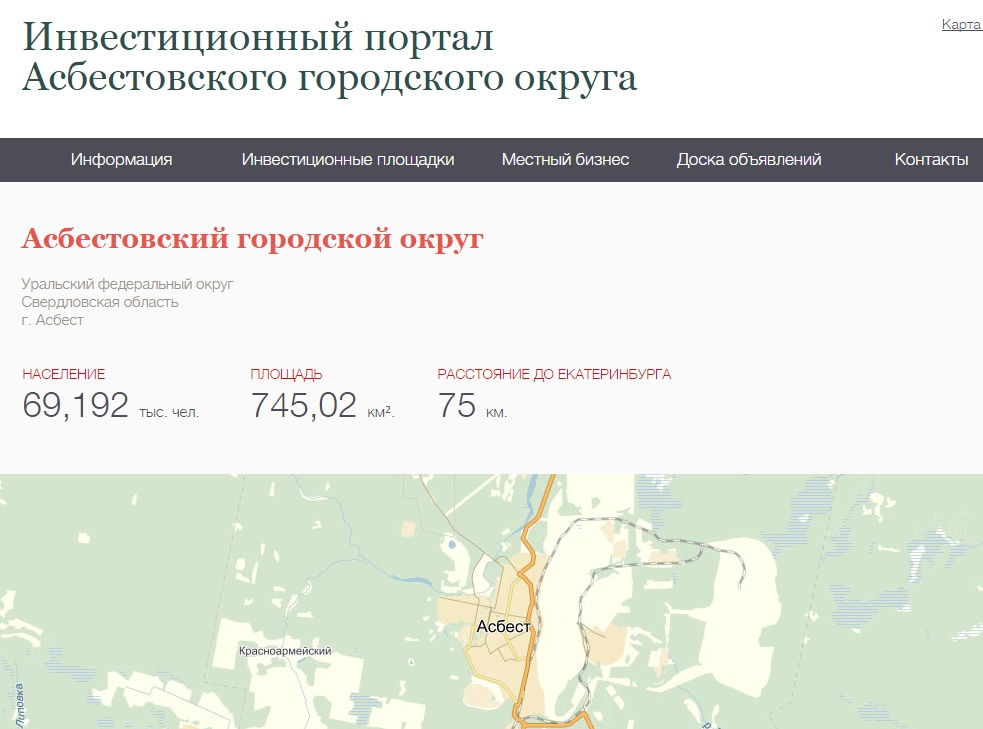 Инвестиционный портал
Асбестовского городского округа
Карта
Информация Инвестиционные площадки Местный бизнес Доска объявлений Контакты
Асбестовский городской округ
Уральский федеральный округ
Свердловская область
г. Асбест
НАСЕЛЕНИЕ ПЛОЩАДЬ РАССТОЯНИЕ ДО ЕКАТЕРИНБУРГА
69,192 тыс. чел. 745,02 км². 75 км.
Асбест
Красноармейский
Липовка